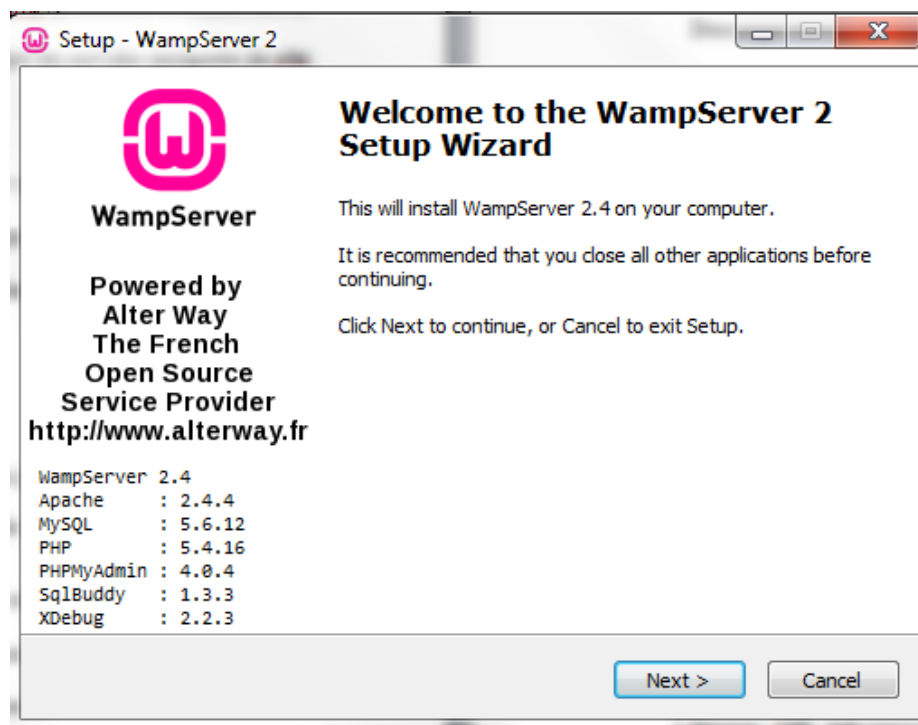 Setup - WampServer 2
WampServer
Powered by
Alter Way
The French
Open Source
Service Provider
http://www.alterway.fr
WampServer 2.4
Apache : 2.4.4
MySQL : 5.6.12
PHP : 5.4.16
PHPMyAdmin : 4.0.4
SqlBuddy : 1.3.3
XDebug : 2.2.3
Welcome to the WampServer 2
Setup Wizard
This will install WampServer 2.4 on your computer.
It is recommended that you close all other applications before
continuing.
Click Next to continue, or Cancel to exit Setup.
Next >
Cancel